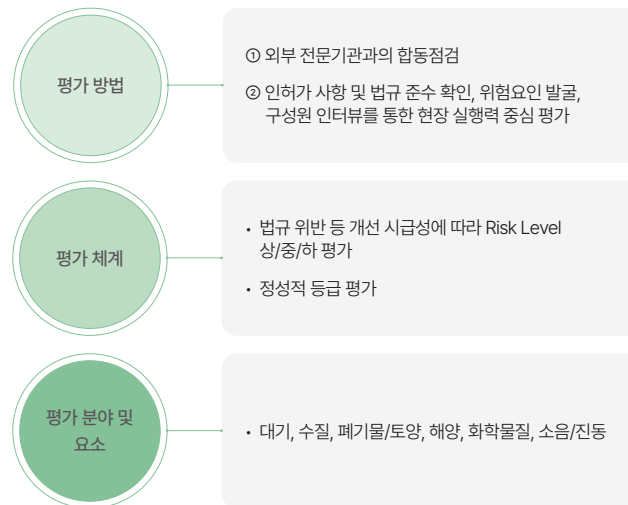 평가 방법
① 외부 전문기관과의 합동점검
② 인허가 사항 및 법규 준수 확인, 위험요인 발굴,
구성원 인터뷰를 통한 현장 실행력 중심 평가
평가 체계
• 법규 위반 등 개선 시급성에 따라 Risk Level
상/중/하 평가
• 정성적 등급 평가
평가 분야 및
요소
• 대기, 수질, 폐기물/토양, 해양, 화학물질, 소음/진동